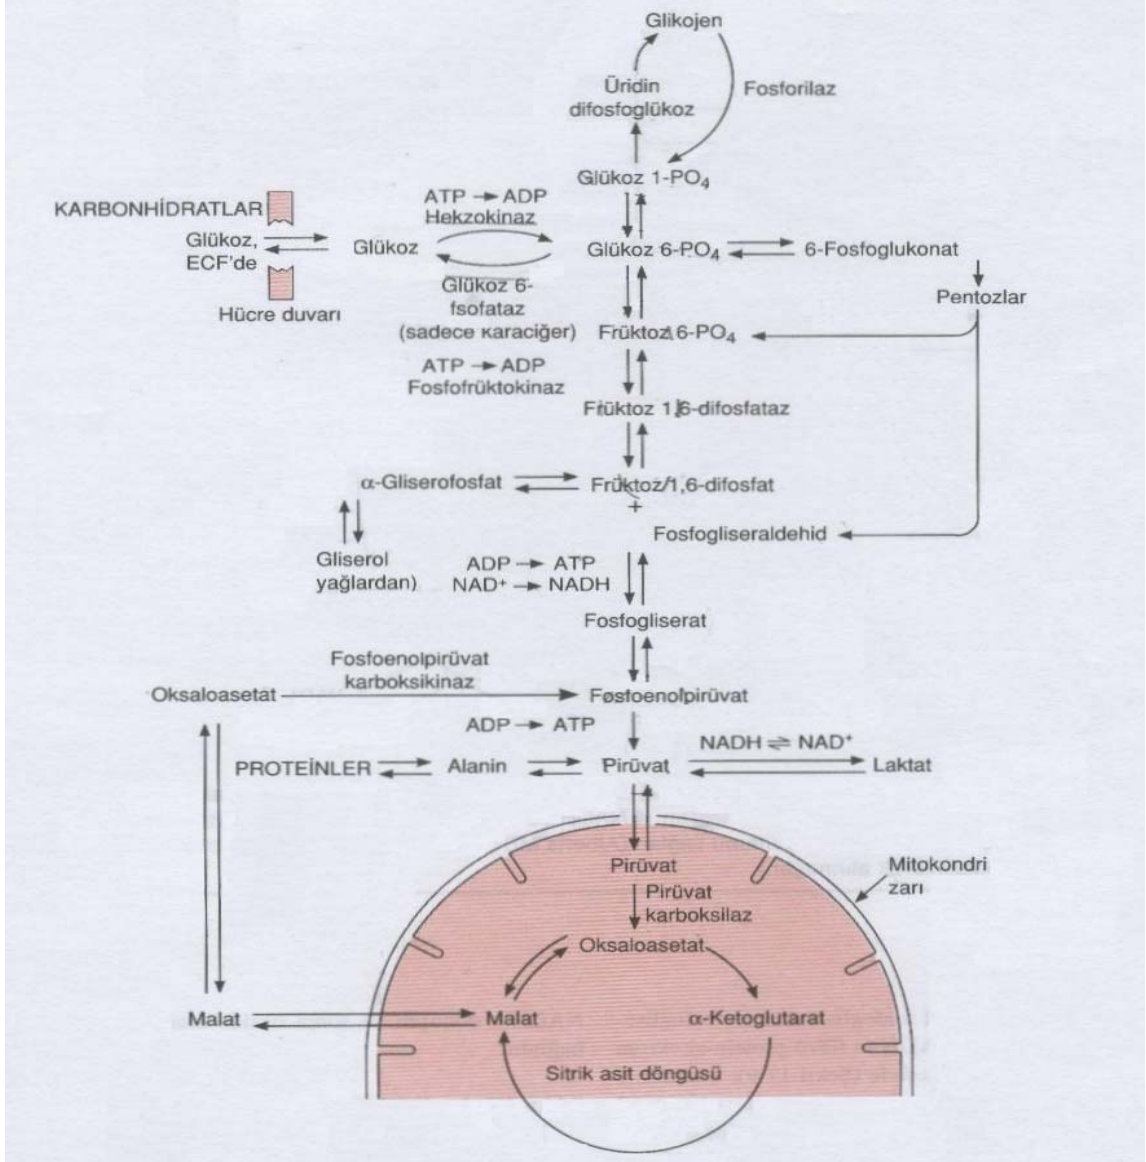 Glikojen
Üridin
difosfoglükoz
Fosforilaz
Glükoz 1-PO₄
ATP → ADP
Hekzokinaz
KARBONHİDRATLAR
Glükoz,
ECF'de
Glükoz
Glükoz 6-PO₄
6-Fosfoglukonat
Glükoz 6-
fsofataz
(sadece karaciğer)
Hücre duvarı
Pentozlar
Früktoz 6-PO₄
ATP → ADP
Fosfofrüktokinaz
Früktoz 1,6-difosfataz
α-Gliserofosfat
Früktoz/1,6-difosfat
+
Fosfogliseraldehid
Gliserol
yağlardan)
ADP → ATP
NAD⁺ → NADH
Fosfogliserat
Fosfoenolpirüvat
karboksikinaz
Oksaloasetat
Fosfoenolpirüvat
ADP → ATP
NADH ⇌ NAD⁺
PROTEİNLER
Alanin
Pirüvat
Laktat
Pirüvat
Mitokondri
zarı
Pirüvat
karboksilaz
Oksaloasetat
Malat
Malat
α-Ketoglutarat
Sitrik asit döngüsü